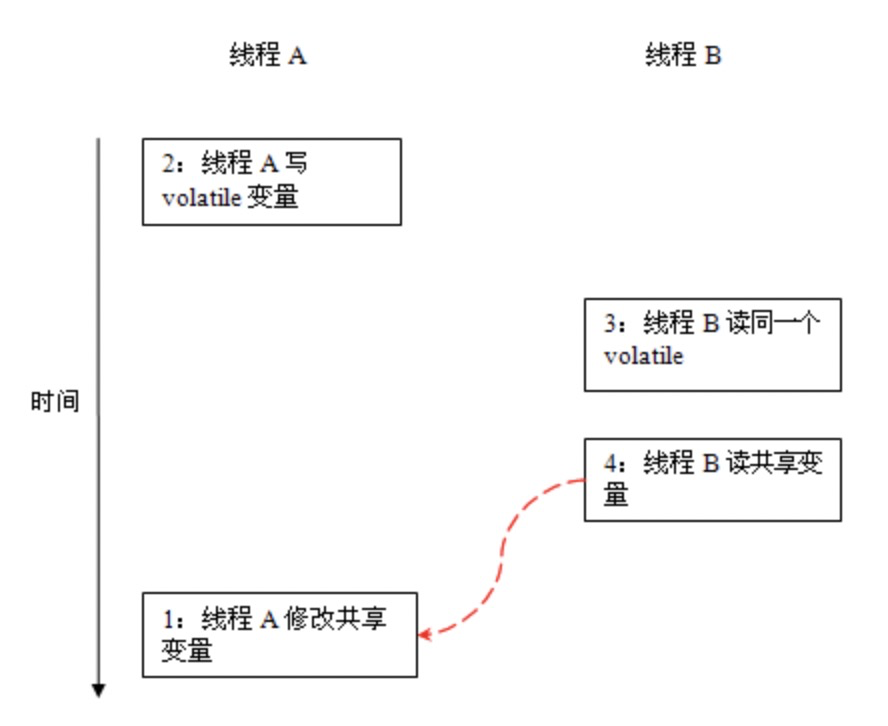 线程 A
线程 B
2：线程 A 写
volatile 变量
3：线程 B 读同一个
volatile
时间
4：线程 B 读共享变
量
1：线程 A 修改共享
变量